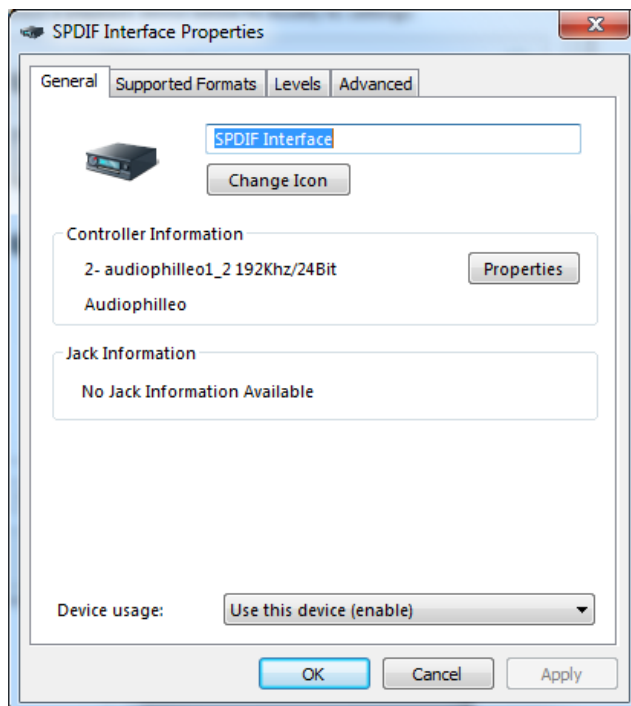 SPDIF Interface Properties
General
Supported Formats
Levels
Advanced
SPDIF Interface
Change Icon
Controller Information
2- audiophilleo1_2 192Khz/24Bit
Properties
Audiophilleo
Jack Information
No Jack Information Available
Device usage:
Use this device (enable)
OK
Cancel
Apply